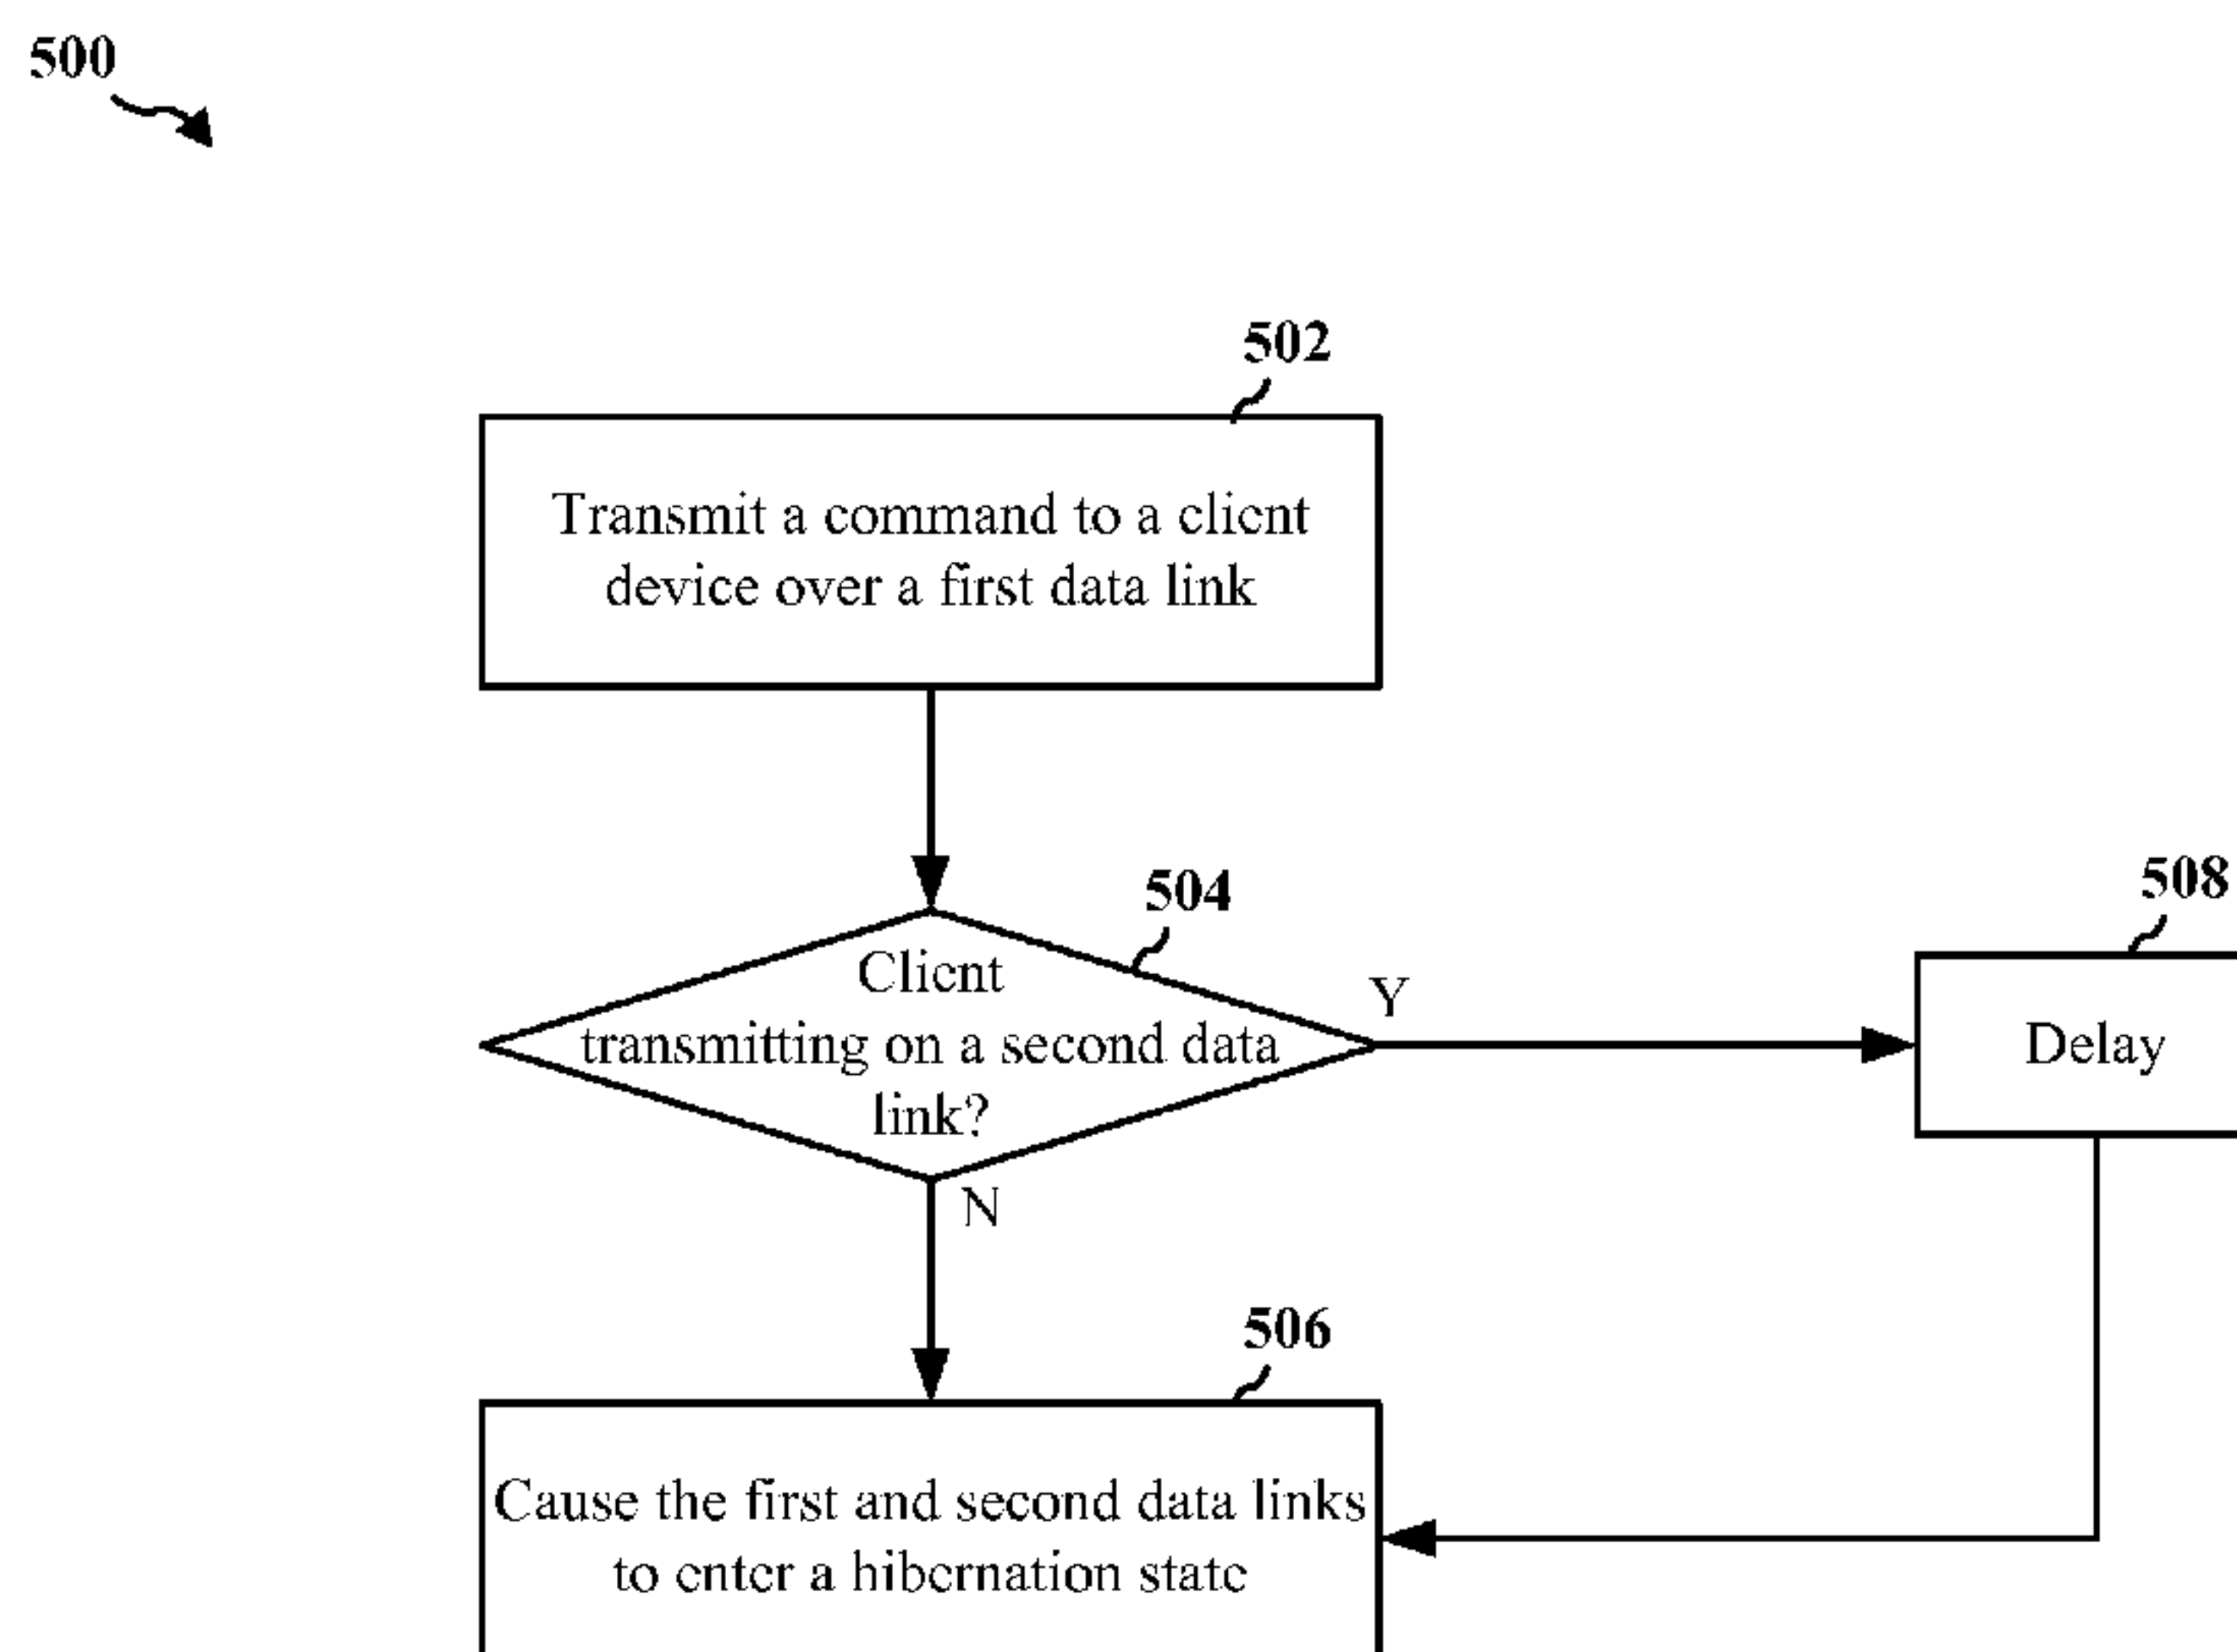 500
502
Transmit a command to a client
device over a first data link
504
508
Client
transmitting on a second data
link?
Y
Delay
N
506
Cause the first and second data links
to enter a hibernation state